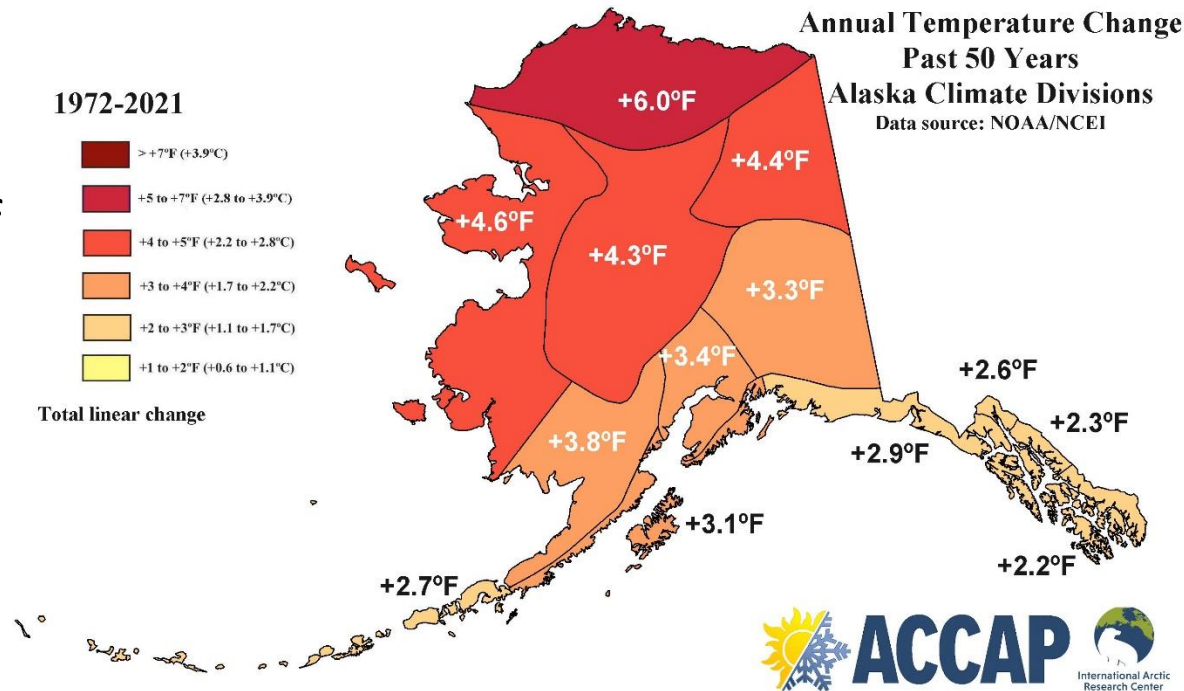 Annual Temperature Change
Past 50 Years
Alaska Climate Divisions
Data source: NOAA/NCEI
1972-2021
> +7ºF (+3.9ºC)
+5 to +7ºF (+2.8 to +3.9ºC)
+4 to +5ºF (+2.2 to +2.8ºC)
+3 to +4ºF (+1.7 to +2.2ºC)
+2 to +3ºF (+1.1 to +1.7ºC)
+1 to +2ºF (+0.6 to +1.1ºC)
Total linear change
+6.0ºF
+4.4ºF
+4.6ºF
+4.3ºF
+3.3ºF
+3.4ºF
+3.8ºF
+2.6ºF
+2.3ºF
+2.9ºF
+3.1ºF
+2.2ºF
+2.7ºF
ACCAP
International Arctic
Research Center